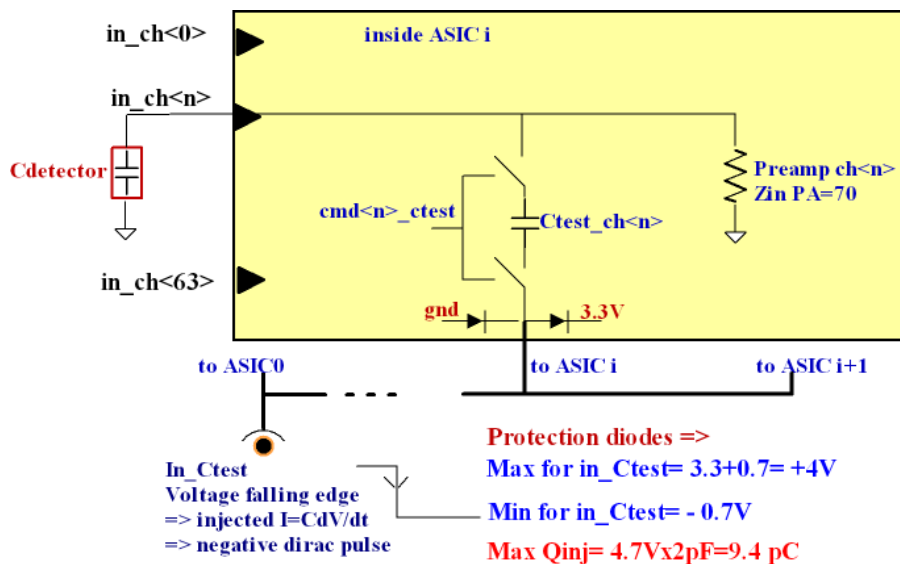 in_ch<0>
inside ASIC i
in_ch<n>
Cdetector
Preamp ch<n>
Zin PA=70
cmd<n>_ctest
Ctest_ch<n>
in_ch<63>
gnd
3.3V
to ASIC0
to ASIC i
to ASIC i+1
In_Ctest
Voltage falling edge
=> injected I=CdV/dt
=> negative dirac pulse
Protection diodes =>
Max for in_Ctest= 3.3+0.7= +4V
Min for in_Ctest= - 0.7V
Max Qinj= 4.7Vx2pF=9.4 pC